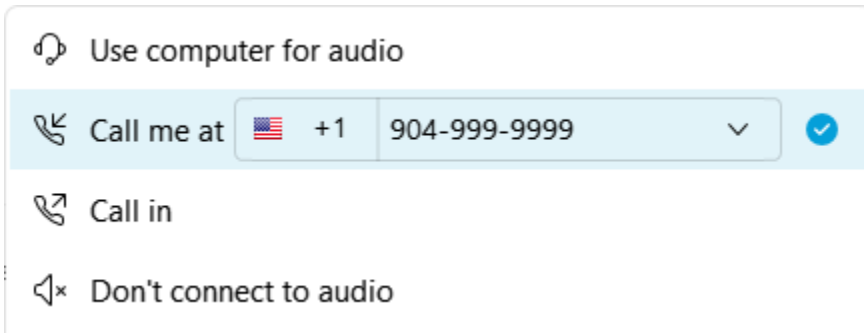 Use computer for audio
Call me at +1 904-999-9999
Call in
Don't connect to audio